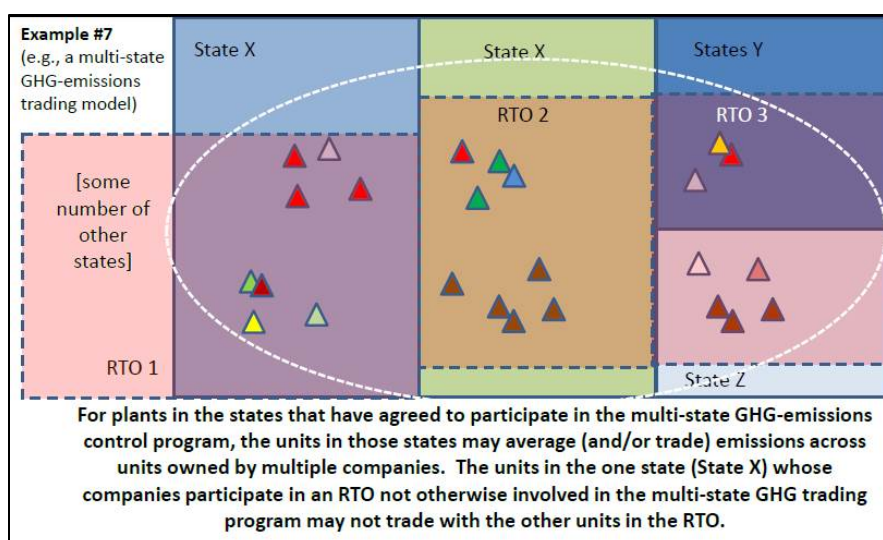 Example #7
(e.g., a multi-state
GHG-emissions
trading model)
State X
State X
States Y
RTO 2
RTO 3
[some
number of
other
states]
RTO 1
State Z
For plants in the states that have agreed to participate in the multi-state GHG-emissions
control program, the units in those states may average (and/or trade) emissions across
units owned by multiple companies.  The units in the one state (State X) whose
companies participate in an RTO not otherwise involved in the multi-state GHG trading
program may not trade with the other units in the RTO.